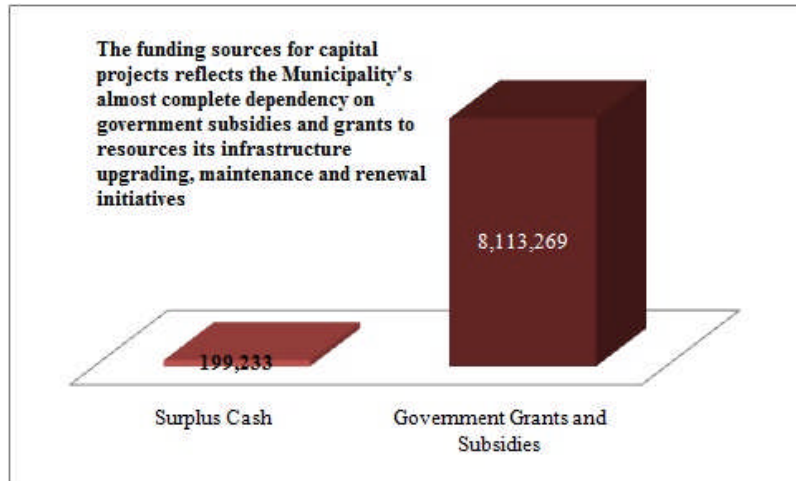 The funding sources for capital
projects reflects the Municipality's
almost complete dependency on
government subsidies and grants to
resources its infrastructure
upgrading, maintenance and renewal
initiatives
8,113,269
199,233
Surplus Cash
Government Grants and
Subsidies